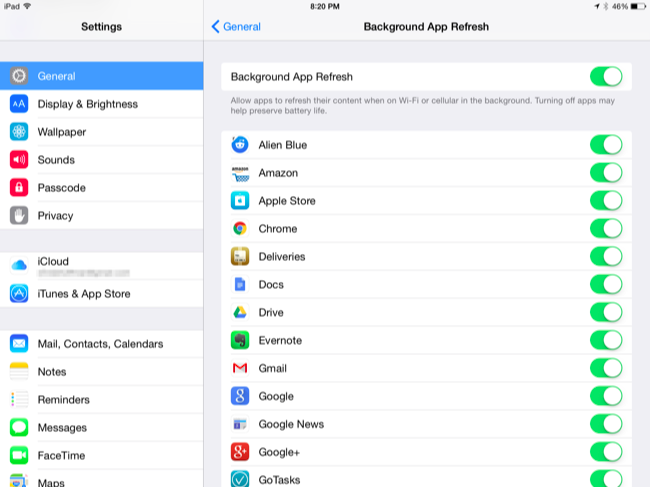 iPad 8:20 PM 46%
Settings
General
Display & Brightness
Wallpaper
Sounds
Passcode
Privacy
iCloud
iTunes & App Store
Mail, Contacts, Calendars
Notes
Reminders
Messages
FaceTime
Maps
General Background App Refresh
Background App Refresh
Allow apps to refresh their content when on Wi-Fi or cellular in the background. Turning off apps may
help preserve battery life.
Alien Blue
Amazon
Apple Store
Chrome
Deliveries
Docs
Drive
Evernote
Gmail
Google
Google News
Google+
GoTasks